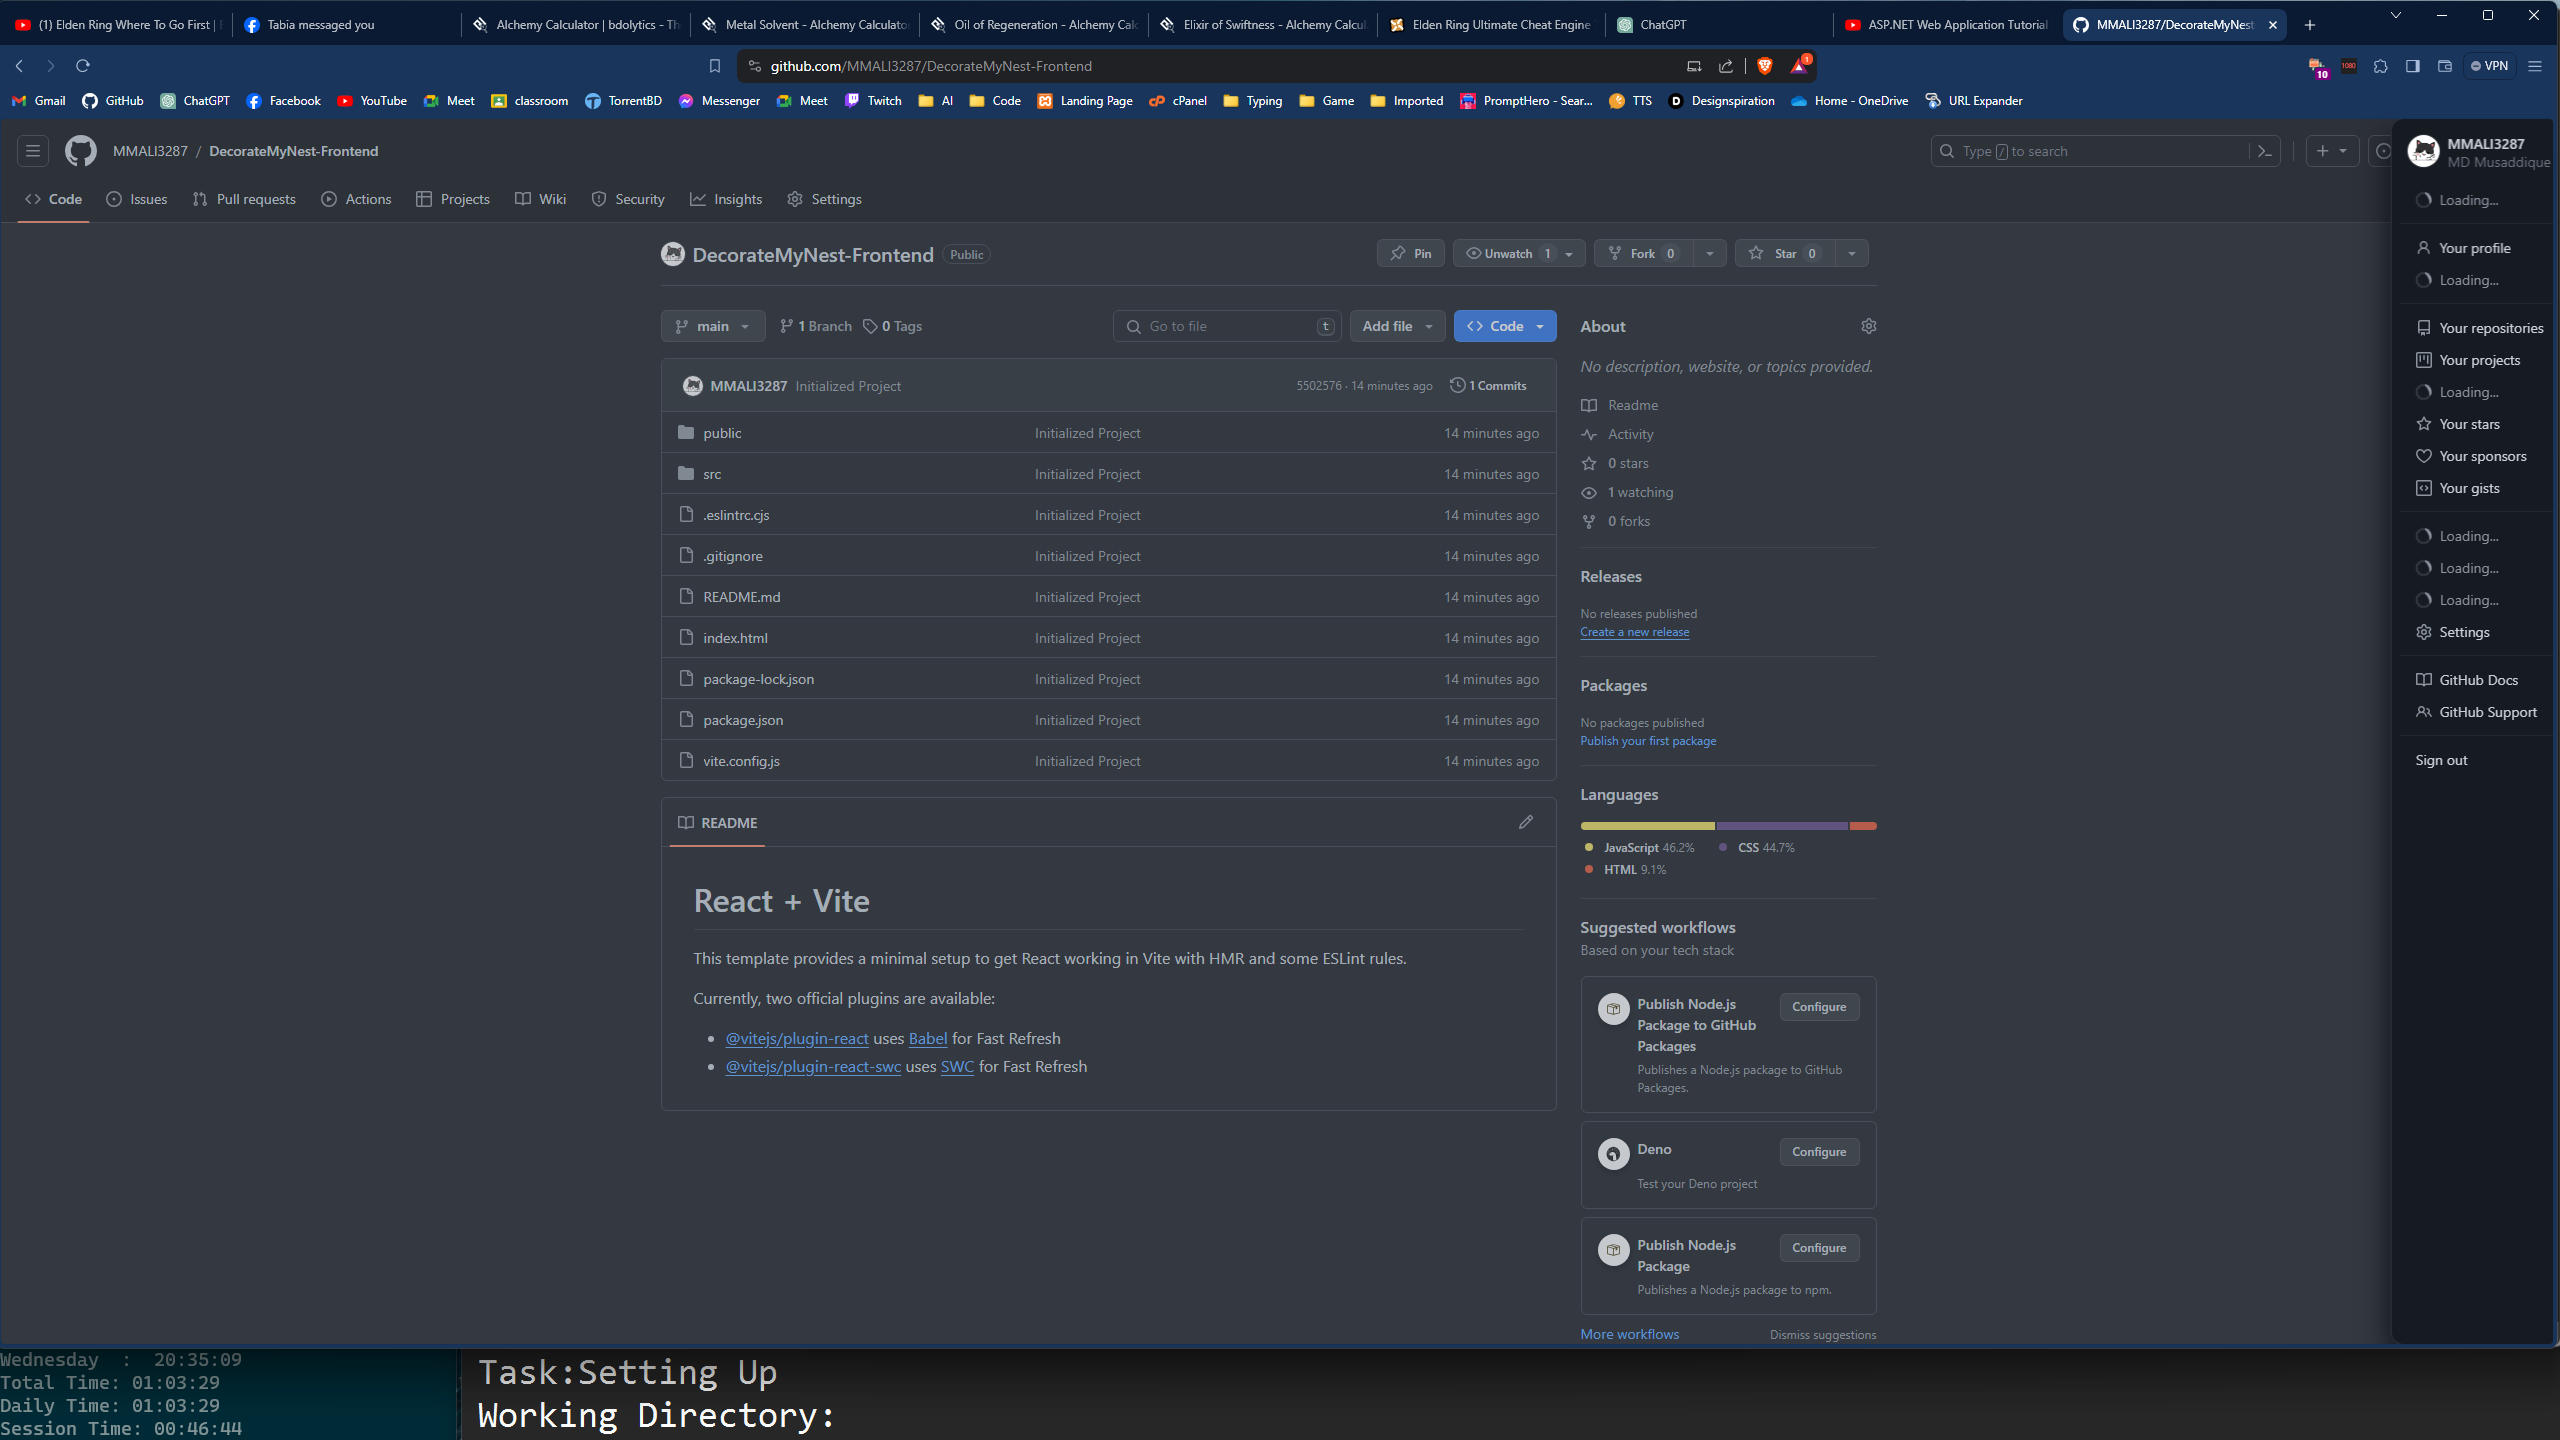 (1) Elden Ring Where To Go First |
Tabia messaged you
Alchemy Calculator | bdolytics - Th
Metal Solvent - Alchemy Calculato
Oil of Regeneration - Alchemy Calc
Elixir of Swiftness - Alchemy Calcul
Elden Ring Ultimate Cheat Engine
ChatGPT
ASP.NET Web Application Tutorial
MMALI3287/DecorateMyNest
github.com/MMALI3287/DecorateMyNest-Frontend
1
10
1080
VPN
Gmail
GitHub
ChatGPT
Facebook
YouTube
Meet
classroom
TorrentBD
Messenger
Meet
Twitch
AI
Code
Landing Page
cPanel
Typing
Game
Imported
PromptHero - Sear...
TTS
Designspiration
Home - OneDrive
URL Expander
MMALI3287 / DecorateMyNest-Frontend
Type / to search
Code
Issues
Pull requests
Actions
Projects
Wiki
Security
Insights
Settings
DecorateMyNest-Frontend
Public
Pin
Unwatch 1
Fork 0
Star 0
main
1 Branch
0 Tags
Go to file
t
Add file
Code
MMALI3287 Initialized Project
5502576 · 14 minutes ago
1 Commits
public Initialized Project 14 minutes ago
src Initialized Project 14 minutes ago
.eslintrc.cjs Initialized Project 14 minutes ago
.gitignore Initialized Project 14 minutes ago
README.md Initialized Project 14 minutes ago
index.html Initialized Project 14 minutes ago
package-lock.json Initialized Project 14 minutes ago
package.json Initialized Project 14 minutes ago
vite.config.js Initialized Project 14 minutes ago
README
React + Vite
This template provides a minimal setup to get React working in Vite with HMR and some ESLint rules.
Currently, two official plugins are available:
• @vitejs/plugin-react uses Babel for Fast Refresh
• @vitejs/plugin-react-swc uses SWC for Fast Refresh
About
No description, website, or topics provided.
Readme
Activity
0 stars
1 watching
0 forks
Releases
No releases published
Create a new release
Packages
No packages published
Publish your first package
Languages
JavaScript 46.2%
CSS 44.7%
HTML 9.1%
Suggested workflows
Based on your tech stack
Publish Node.js
Package to GitHub
Packages
Configure
Publishes a Node.js package to GitHub
Packages.
Deno
Configure
Test your Deno project
Publish Node.js
Package
Configure
Publishes a Node.js package to npm.
More workflows
Dismiss suggestions
MMALI3287
MD Musaddique
Loading...
Your profile
Loading...
Your repositories
Your projects
Loading...
Your stars
Your sponsors
Your gists
Loading...
Loading...
Loading...
Settings
GitHub Docs
GitHub Support
Sign out
Wednesday : 20:35:09
Total Time: 01:03:29
Daily Time: 01:03:29
Session Time: 00:46:44
Task:Setting Up
Working Directory: